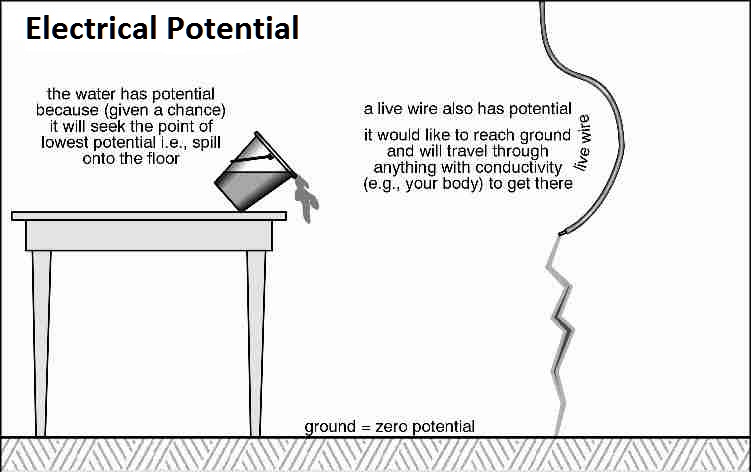 Electrical Potential
the water has potential
because (given a chance)
it will seek the point of
lowest potential i.e., spill
onto the floor
a live wire also has potential
it would like to reach ground
and will travel through
anything with conductivity
(e.g., your body) to get there
live wire
ground = zero potential